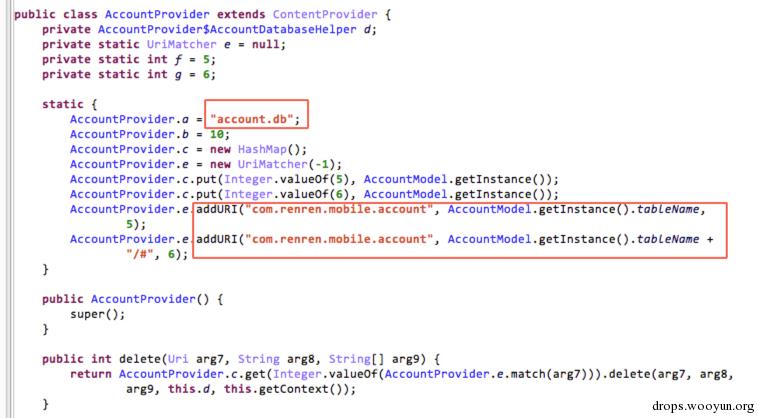 public class AccountProvider extends ContentProvider {
private AccountProvider$AccountDatabaseHelper d;
private static UriMatcher e = null;
private static int f = 5;
private static int g = 6;
static {
AccountProvider.a = "account.db";
AccountProvider.b = 10;
AccountProvider.c = new HashMap();
AccountProvider.e = new UriMatcher(-1);
AccountProvider.c.put(Integer.valueOf(5), AccountModel.getInstance());
AccountProvider.c.put(Integer.valueOf(6), AccountModel.getInstance());
AccountProvider.e.addURI("com.renren.mobile.account", AccountModel.getInstance().tableName,
5);
AccountProvider.e.addURI("com.renren.mobile.account", AccountModel.getInstance().tableName +
"/#", 6);
}
public AccountProvider() {
super();
}
public int delete(Uri arg7, String arg8, String[] arg9) {
return AccountProvider.c.get(Integer.valueOf(AccountProvider.e.match(arg7))).delete(arg7, arg8,
arg9, this.d, this.getContext());
}
drops.wooyun.org